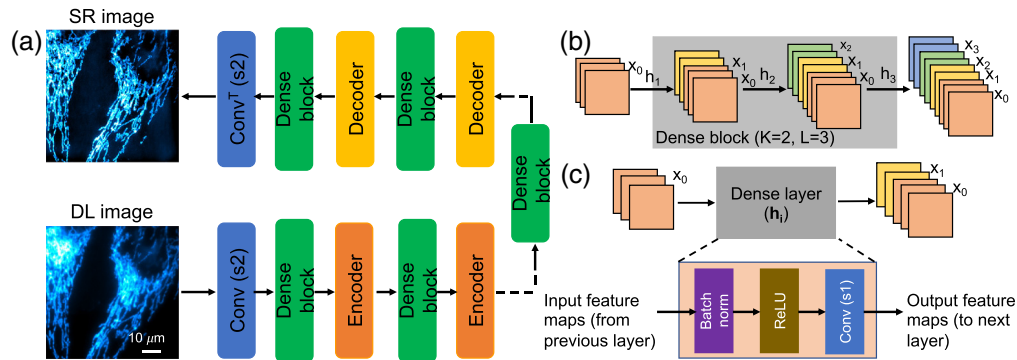 (a)
SR image
Conv^T (s2)
Dense
block
Decoder
Dense
block
Decoder
Dense
block
DL image
10 μm
Conv (s2)
Dense
block
Encoder
Dense
block
Encoder
(b)
x₀
h₁
x₁
x₀
h₂
x₂
x₁
x₀
h₃
x₃
x₂
x₁
x₀
Dense block (K=2, L=3)
(c)
x₀
Dense layer
(hᵢ)
x₁
x₀
Input feature
maps (from
previous layer)
Batch
norm
ReLU
Conv (s1)
Output feature
maps (to next
layer)